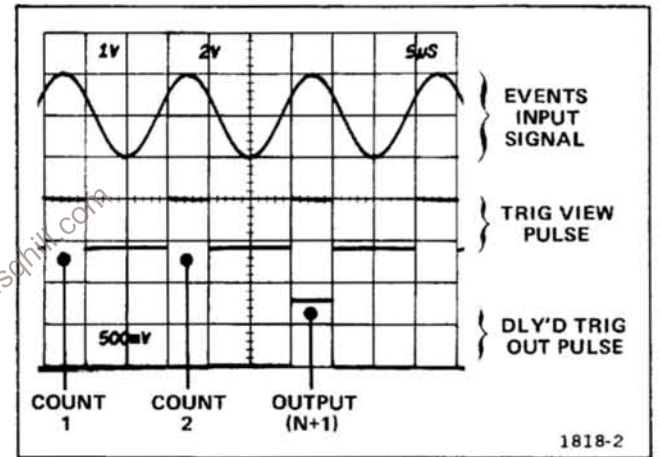 1V 2V 5µS
EVENTS
INPUT
SIGNAL
TRIG VIEW
PULSE
500mV
DLY'D TRIG
OUT PULSE
COUNT
1
COUNT
2
OUTPUT
(N+1)
1818-2